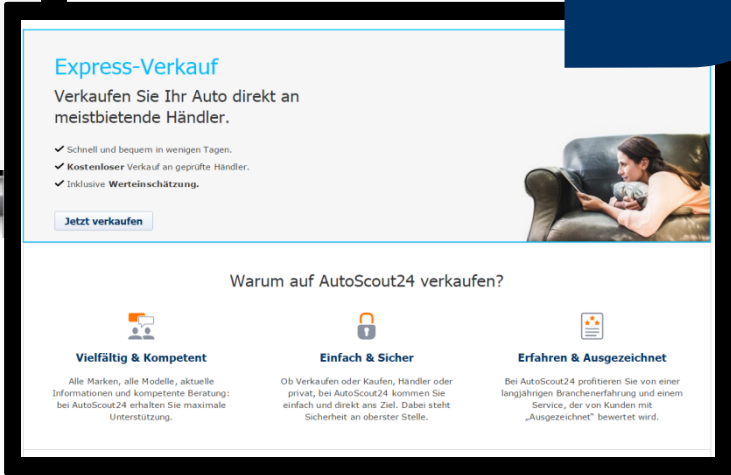 Express-Verkauf
Verkaufen Sie Ihr Auto direkt an
meistbietende Händler.
Schnell und bequem in wenigen Tagen.
Kostenloser Verkauf an geprüfte Händler.
Inklusive Werteinschätzung.
Jetzt verkaufen
Warum auf AutoScout24 verkaufen?
Vielfältig & Kompetent
Alle Marken, alle Modelle, aktuelle
Informationen und kompetente Beratung:
bei AutoScout24 erhalten Sie maximale
Unterstützung.
Einfach & Sicher
Ob Verkaufen oder Kaufen, Händler oder
privat, bei AutoScout24 kommen Sie
einfach und direkt ans Ziel. Dabei steht
Sicherheit an oberster Stelle.
Erfahren & Ausgezeichnet
Bei AutoScout24 profitieren Sie von einer
langjährigen Branchenerfahrung und einem
Service, der von Kunden mit
„Ausgezeichnet" bewertet wird.